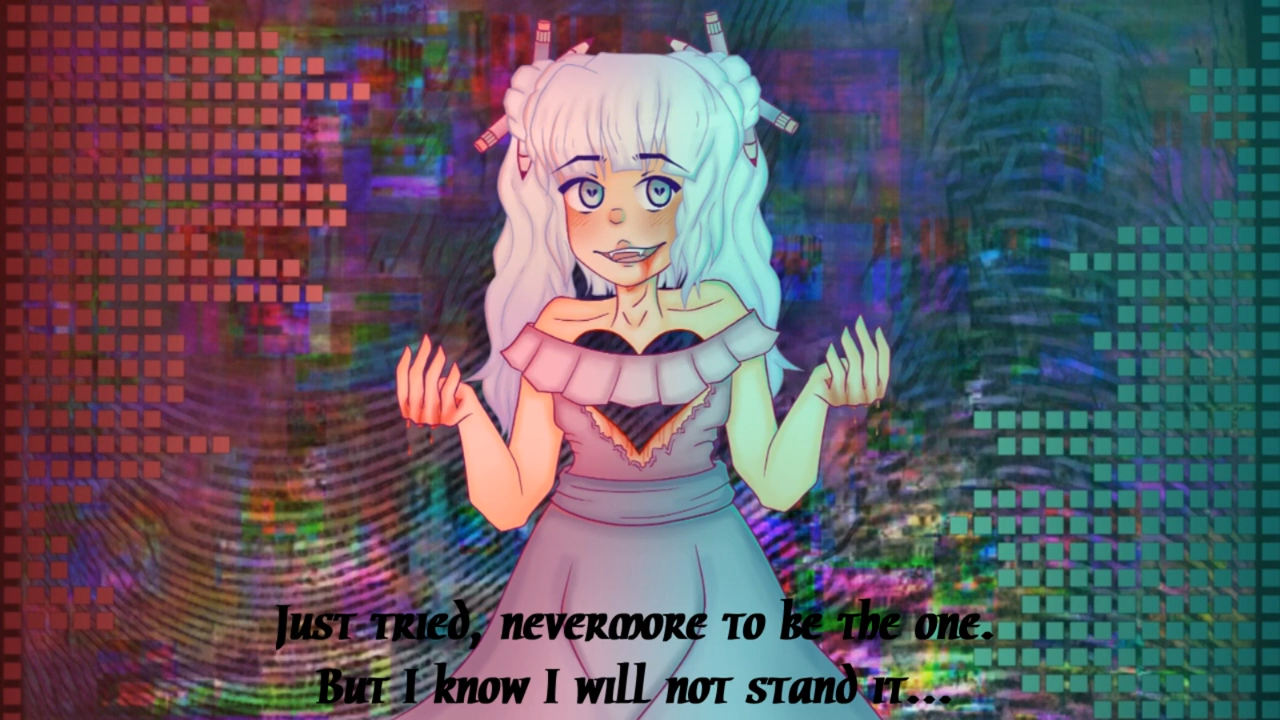 Just tried, nevermore to be the one.
But I know I will not stand it...